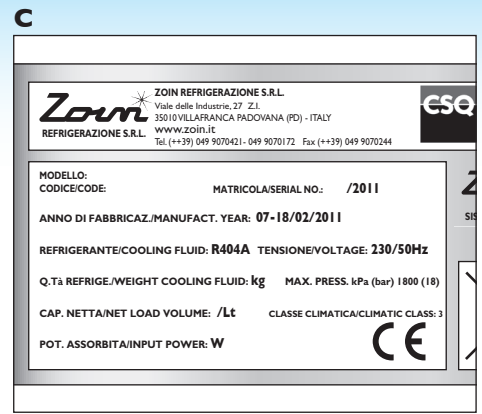 C
Zoin
REFRIGERAZIONE S.R.L.
ZOIN REFRIGERAZIONE S.R.L.
Viale delle Industrie, 27 Z.I.
35010 VILLAFRANCA PADOVANA (PD) - ITALY
www.zoin.it
Tel. (++39) 049 9070421- 049 9070172 Fax (++39) 049 9070244
CSQ
MODELLO:
CODICE/CODE: MATRICOLA/SERIAL NO.: /2011
ANNO DI FABBRICAZ./MANUFACT. YEAR: 07-18/02/2011
REFRIGERANTE/COOLING FLUID: R404A TENSIONE/VOLTAGE: 230/50Hz
Q.Tà REFRIGE./WEIGHT COOLING FLUID: kg MAX. PRESS. kPa (bar) 1800 (18)
CAP. NETTA/NET LOAD VOLUME: /Lt CLASSE CLIMATICA/CLIMATIC CLASS: 3
POT. ASSORBITA/INPUT POWER: W CE
Z
SIS